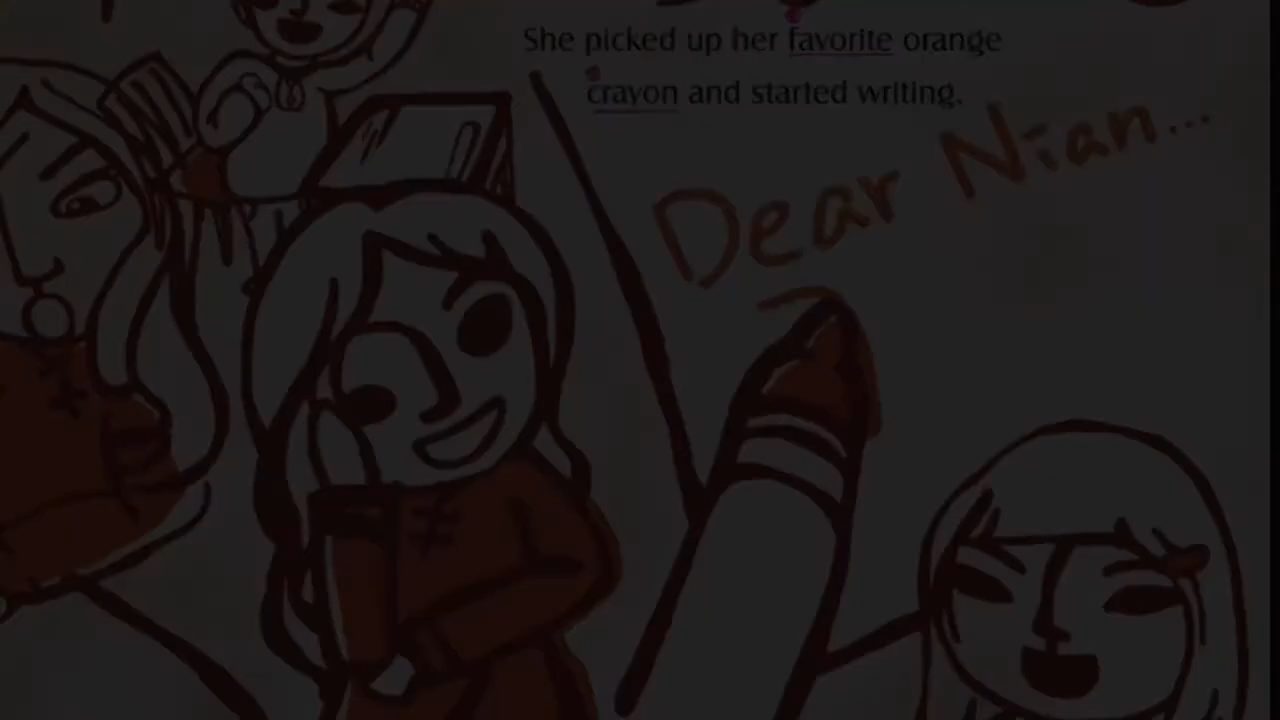 She picked up her favorite orange
crayon and started writing.
Dear Nian...